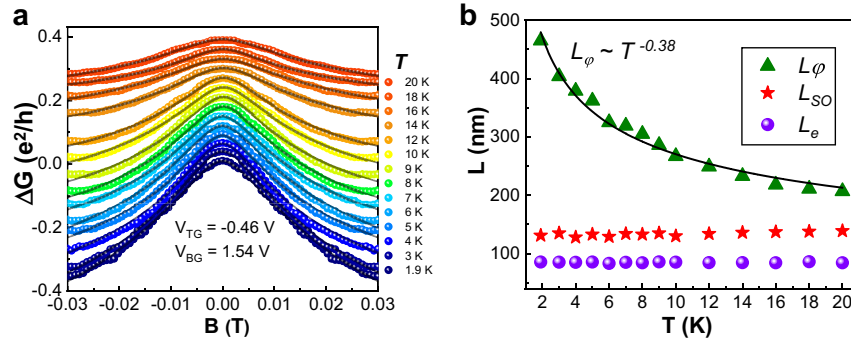 a
ΔG (e²/h)
0.4
0.2
0.0
-0.2
-0.4
V_TG = -0.46 V
V_BG = 1.54 V
-0.03 -0.02 -0.01 0.00 0.01 0.02 0.03
B (T)
T
20 K
18 K
16 K
14 K
12 K
10 K
9 K
8 K
7 K
6 K
5 K
4 K
3 K
1.9 K
b
L (nm)
500
400
300
200
100
L_φ ~ T^-0.38
Lφ
L_SO
L_e
2 4 6 8 10 12 14 16 18 20
T (K)